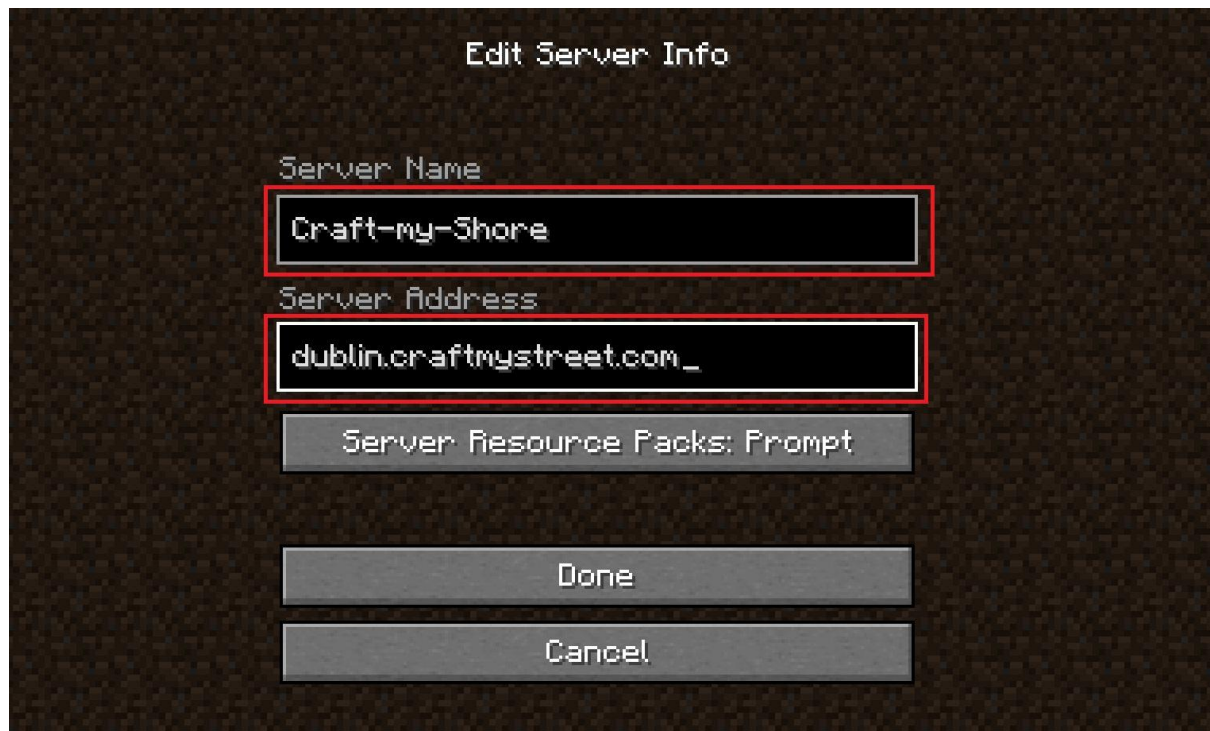 Edit Server Info
Server Name
Craft-my-Shore
Server Address
dublin.craftmystreet.com_
Server Resource Packs: Prompt
Done
Cancel